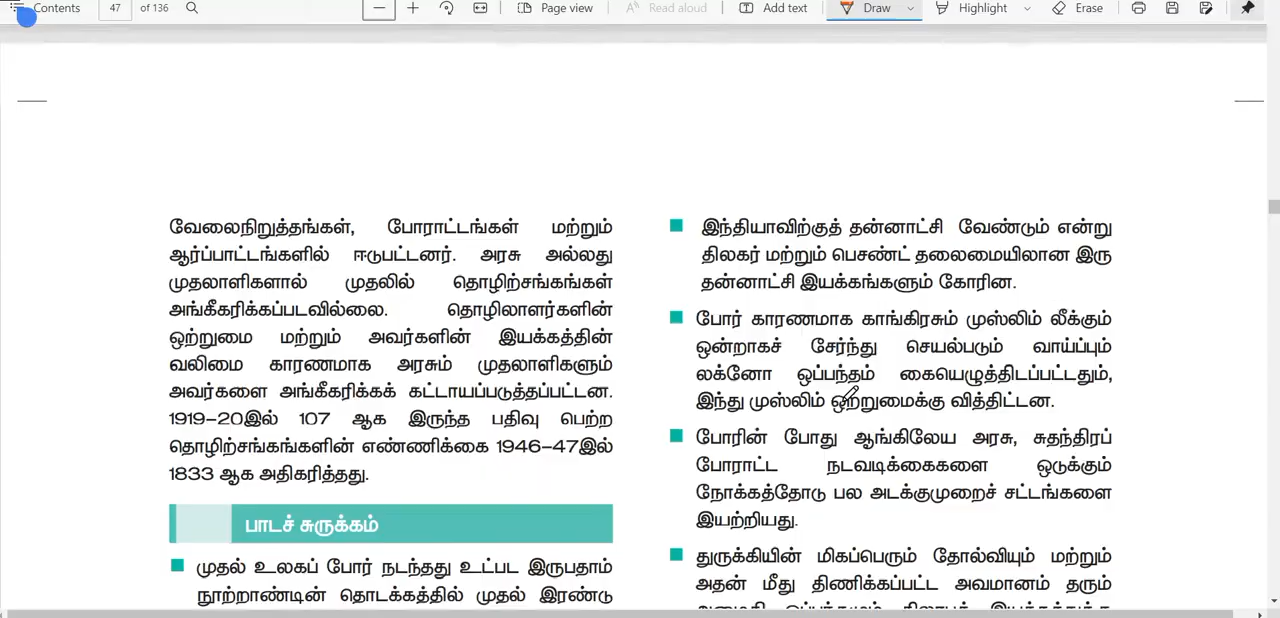 Contents
47
of 136
Page view
Read aloud
Add text
Draw
Highlight
Erase
வேலைநிறுத்தங்கள், போராட்டங்கள் மற்றும்
ஆர்ப்பாட்டங்களில் ஈடுபட்டனர். அரசு அல்லது
முதலாளிகளால் முதலில் தொழிற்சங்கங்கள்
அங்கீகரிக்கப்படவில்லை. தொழிலாளர்களின்
ஒற்றுமை மற்றும் அவர்களின் இயக்கத்தின்
வலிமை காரணமாக அரசும் முதலாளிகளும்
அவர்களை அங்கீகரிக்கக் கட்டாயப்படுத்தப்பட்டன.
1919–20இல் 107 ஆக இருந்த பதிவு பெற்ற
தொழிற்சங்கங்களின் எண்ணிக்கை 1946–47இல்
1833 ஆக அதிகரித்தது.
பாடச் சுருக்கம்
முதல் உலகப் போர் நடந்தது உட்பட இருபதாம்
நூற்றாண்டின் தொடக்கத்தில் முதல் இரண்டு
இந்தியாவிற்குத் தன்னாட்சி வேண்டும் என்று
திலகர் மற்றும் பெசண்ட் தலைமையிலான இரு
தன்னாட்சி இயக்கங்களும் கோரின.
போர் காரணமாக காங்கிரசும் முஸ்லிம் லீக்கும்
ஒன்றாகச் சேர்ந்து செயல்படும் வாய்ப்பும்
லக்னோ ஒப்பந்தம் கையெழுத்திடப்பட்டதும்,
இந்து முஸ்லிம் ஒற்றுமைக்கு வித்திட்டன.
போரின் போது ஆங்கிலேய அரசு, சுதந்திரப்
போராட்ட நடவடிக்கைகளை ஒடுக்கும்
நோக்கத்தோடு பல அடக்குமுறைச் சட்டங்களை
இயற்றியது.
துருக்கியின் மிகப்பெரும் தோல்வியும் மற்றும்
அதன் மீது திணிக்கப்பட்ட அவமானம் தரும்